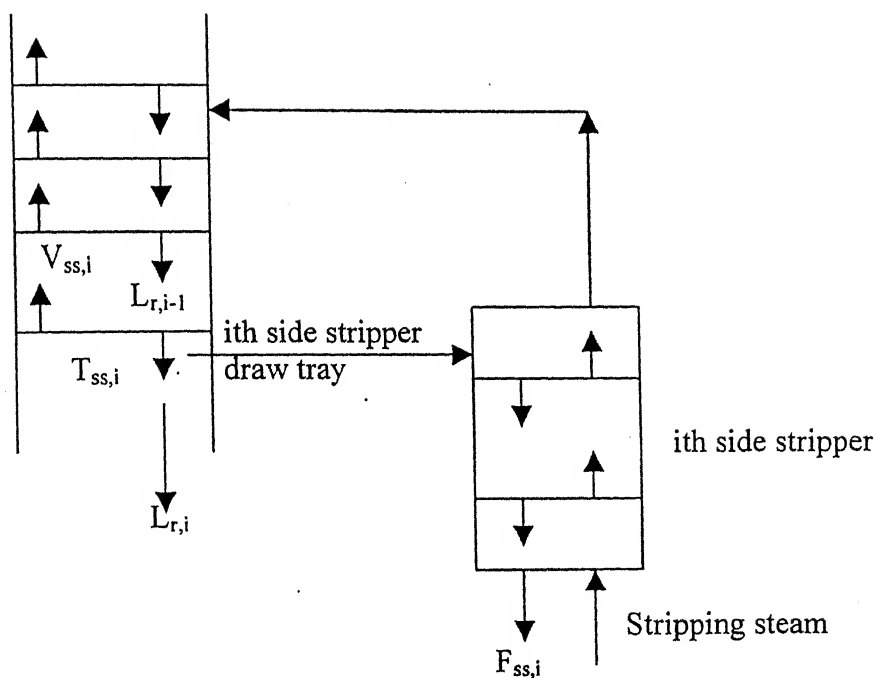 V_ss,i
L_r,i-1
ith side stripper
draw tray
T_ss,i
ith side stripper
L_r,i
Stripping steam
F_ss,i